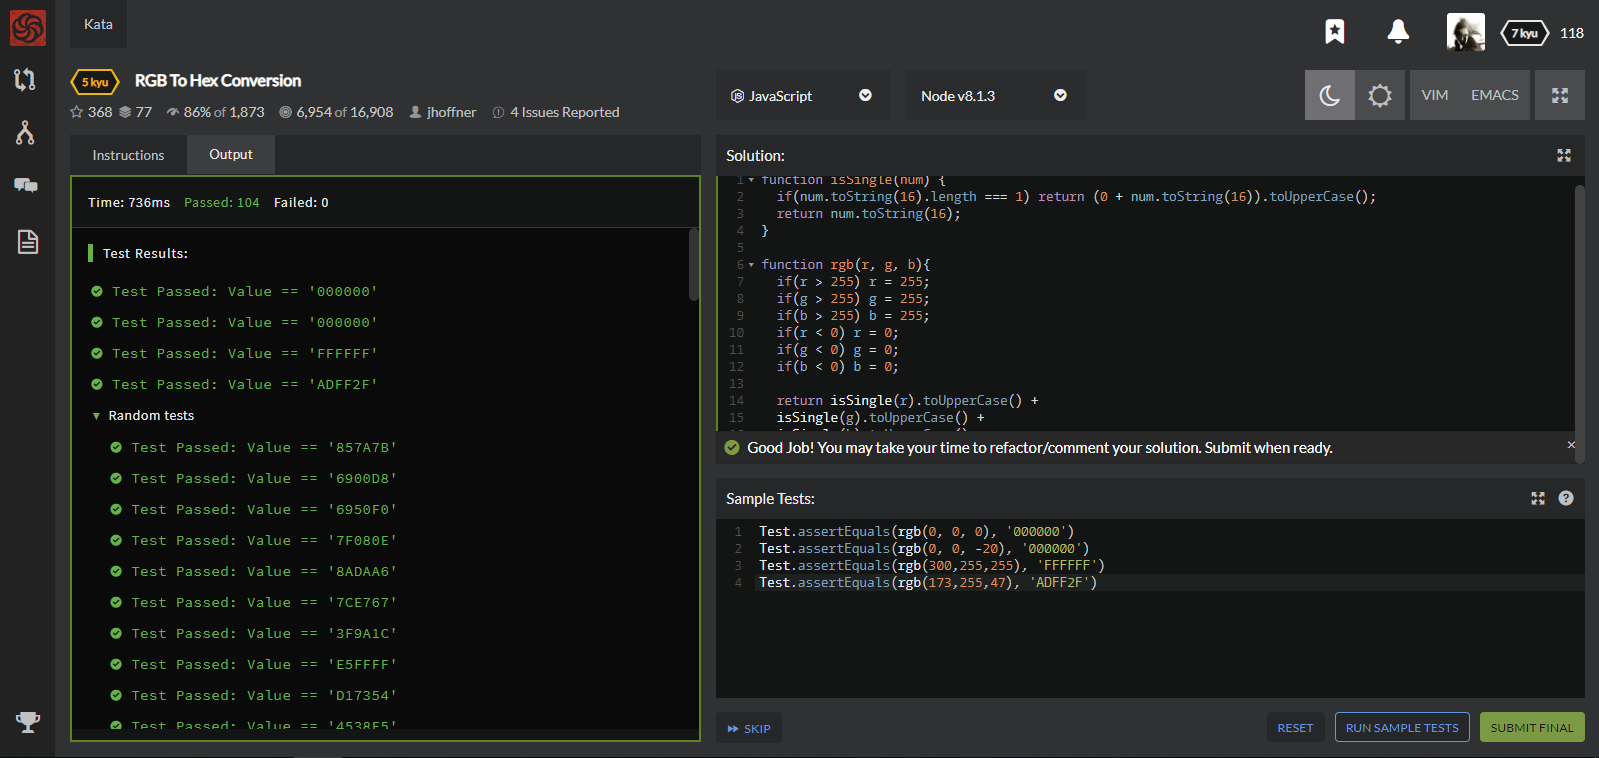 Kata
7 kyu 118
5 kyu RGB To Hex Conversion
368 77 86% of 1,873 6,954 of 16,908 jhoffner 4 Issues Reported
JavaScript Node v8.1.3 VIM EMACS
Instructions Output
Time: 736ms Passed: 104 Failed: 0
Test Results:
Test Passed: Value == '000000'
Test Passed: Value == '000000'
Test Passed: Value == 'FFFFFF'
Test Passed: Value == 'ADFF2F'
Random tests
Test Passed: Value == '857A7B'
Test Passed: Value == '6900D8'
Test Passed: Value == '6950F0'
Test Passed: Value == '7F080E'
Test Passed: Value == '8ADAA6'
Test Passed: Value == '7CE767'
Test Passed: Value == '3F9A1C'
Test Passed: Value == 'E5FFFF'
Test Passed: Value == 'D17354'
Test Passed: Value ==
Solution:
1 function isSingle(num) {
2 if(num.toString(16).length === 1) return (0 + num.toString(16)).toUpperCase();
3 return num.toString(16);
4 }
5
6 function rgb(r, g, b){
7 if(r > 255) r = 255;
8 if(g > 255) g = 255;
9 if(b > 255) b = 255;
10 if(r < 0) r = 0;
11 if(g < 0) g = 0;
12 if(b < 0) b = 0;
13
14 return isSingle(r).toUpperCase() +
15 isSingle(g).toUpperCase() +
Good Job! You may take your time to refactor/comment your solution. Submit when ready. ×
Sample Tests: ?
1 Test.assertEquals(rgb(0, 0, 0), '000000')
2 Test.assertEquals(rgb(0, 0, -20), '000000')
3 Test.assertEquals(rgb(300,255,255), 'FFFFFF')
4 Test.assertEquals(rgb(173,255,47), 'ADFF2F')
SKIP RESET RUN SAMPLE TESTS SUBMIT FINAL